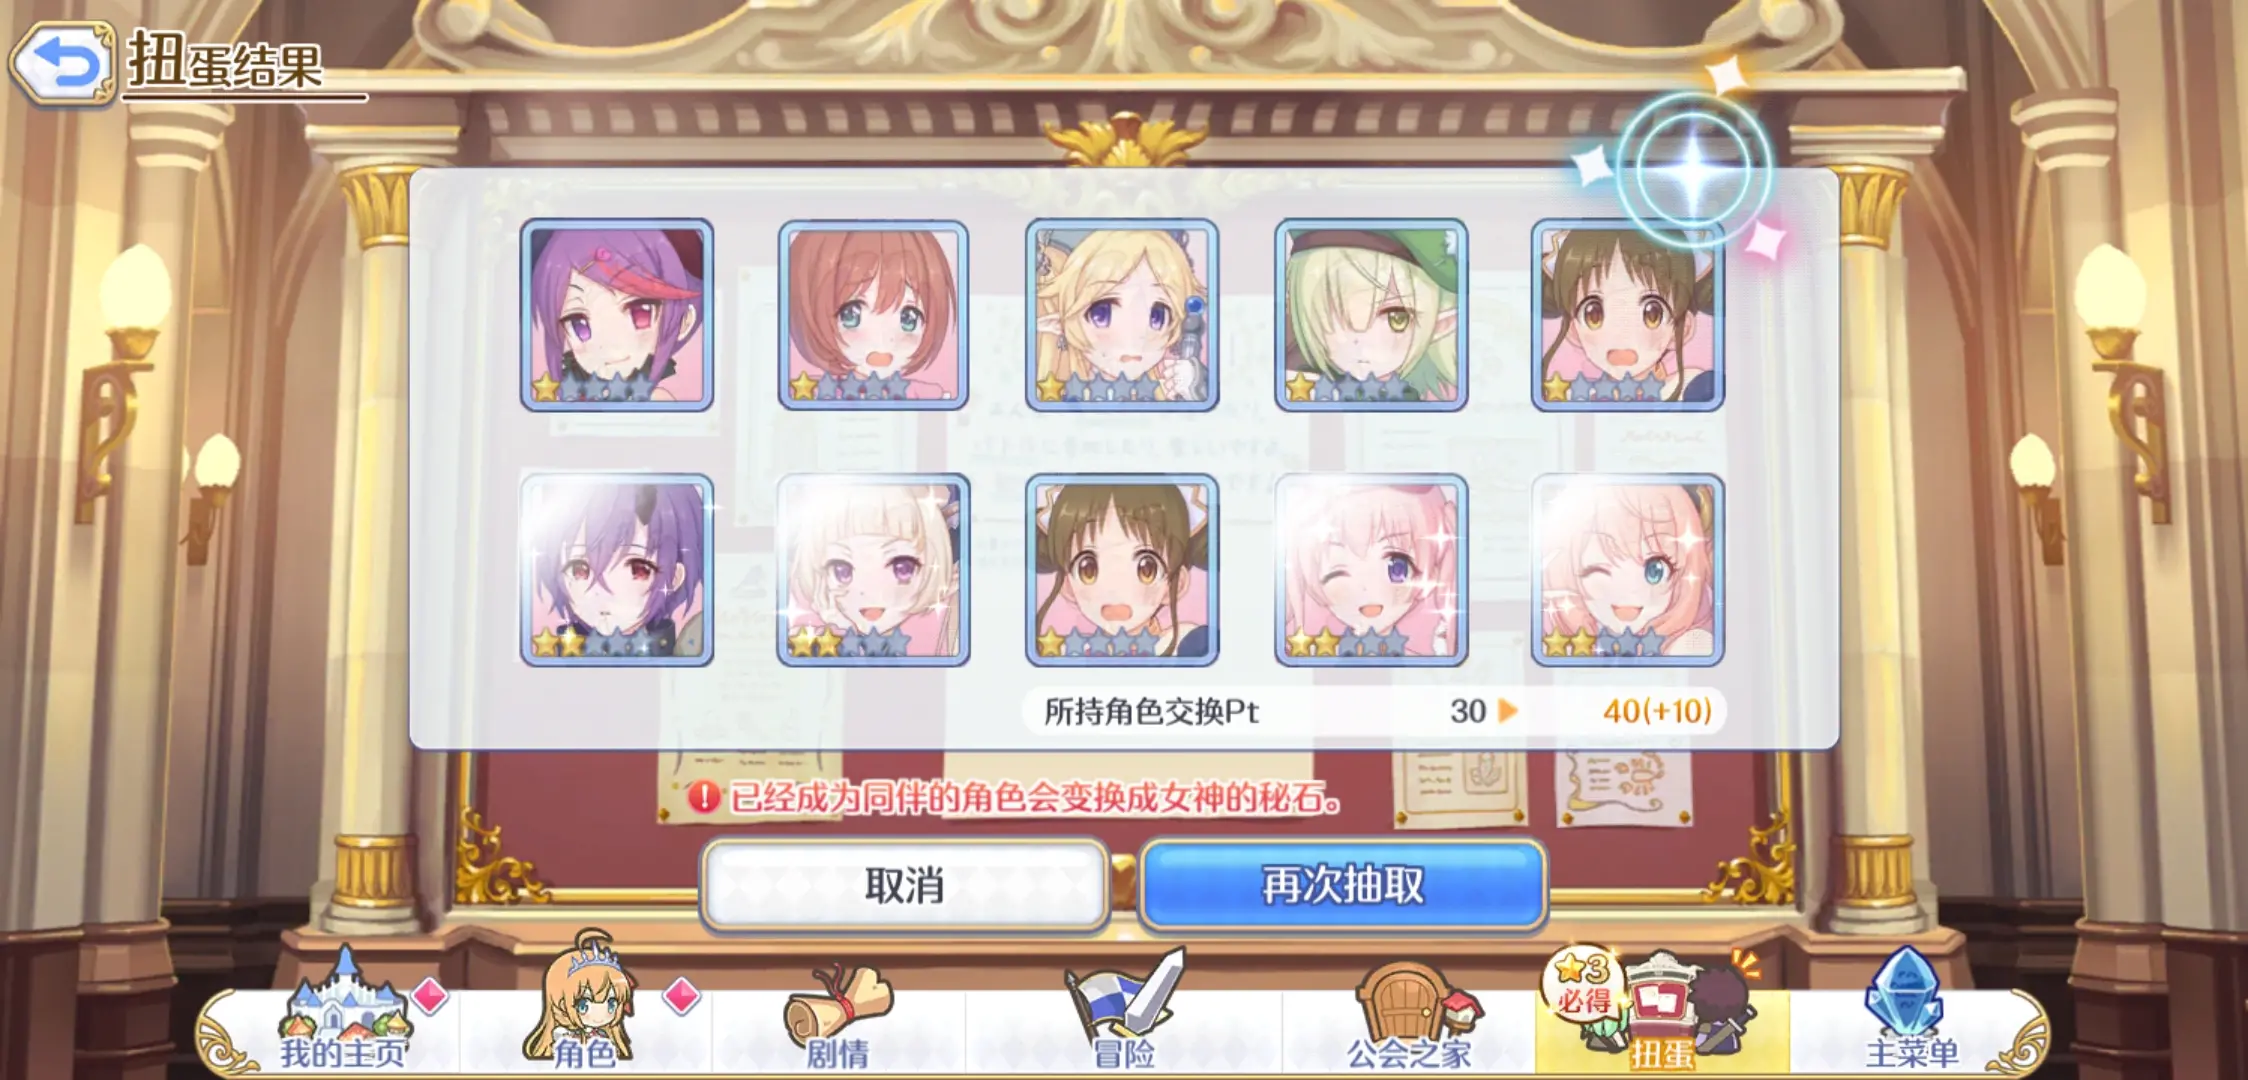 扭蛋结果
所持角色交换Pt 30 40(+10)
已经成为同伴的角色会变换成女神的秘石。
取消
再次抽取
3
必得
我的主页
角色
剧情
冒险
公会之家
扭蛋
主菜单